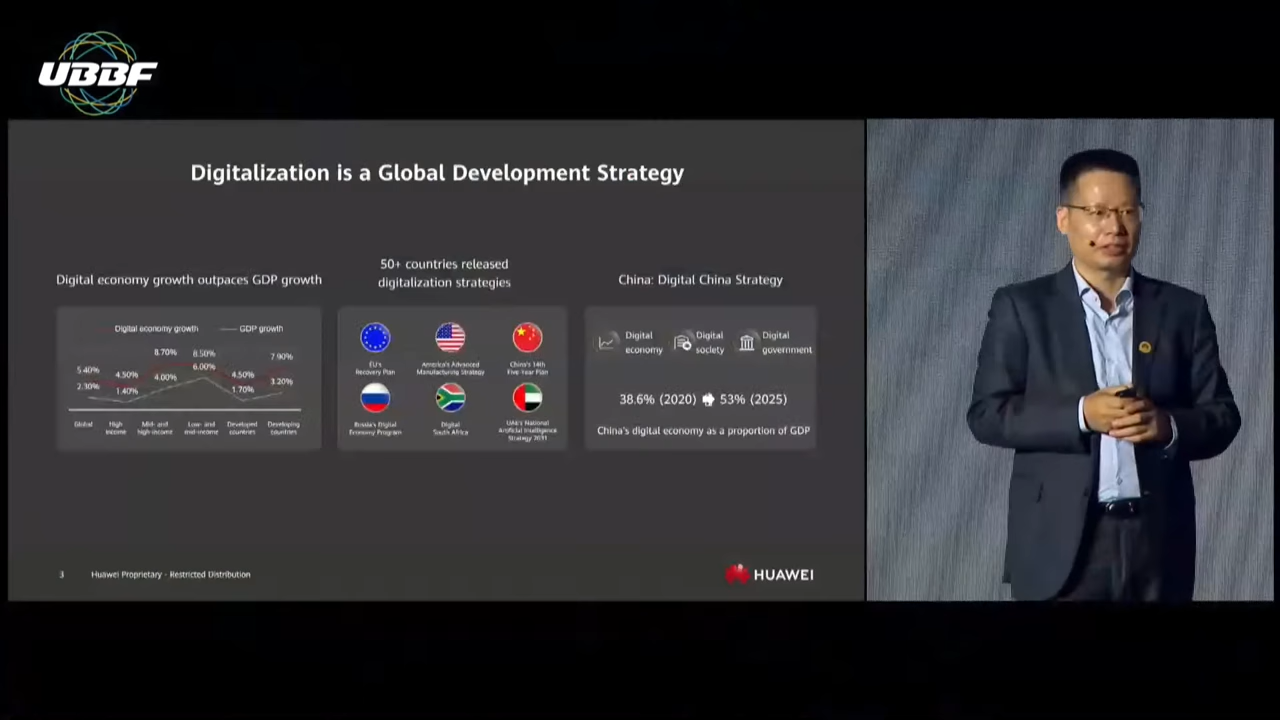 UBBF
Digitalization is a Global Development Strategy
Digital economy growth outpaces GDP growth
Digital economy growth
GDP growth
5.40%
4.50%
8.70%
8.50%
4.50%
7.90%
2.30%
1.40%
4.00%
6.00%
1.70%
3.20%
Global
High
income
Mid- and
high-income
Low- and
mid-income
Developed
countries
Developing
countries
50+ countries released
digitalization strategies
EU's
Recovery Plan
America's Advanced
Manufacturing Strategy
China's 14th
Five-Year Plan
Russia's Digital
Economy Program
Digital
South Africa
UAE's National
Artificial Intelligence
Strategy 2031
China: Digital China Strategy
Digital
economy
Digital
society
Digital
government
38.6% (2020) 53% (2025)
China's digital economy as a proportion of GDP
3 Huawei Proprietary - Restricted Distribution
HUAWEI